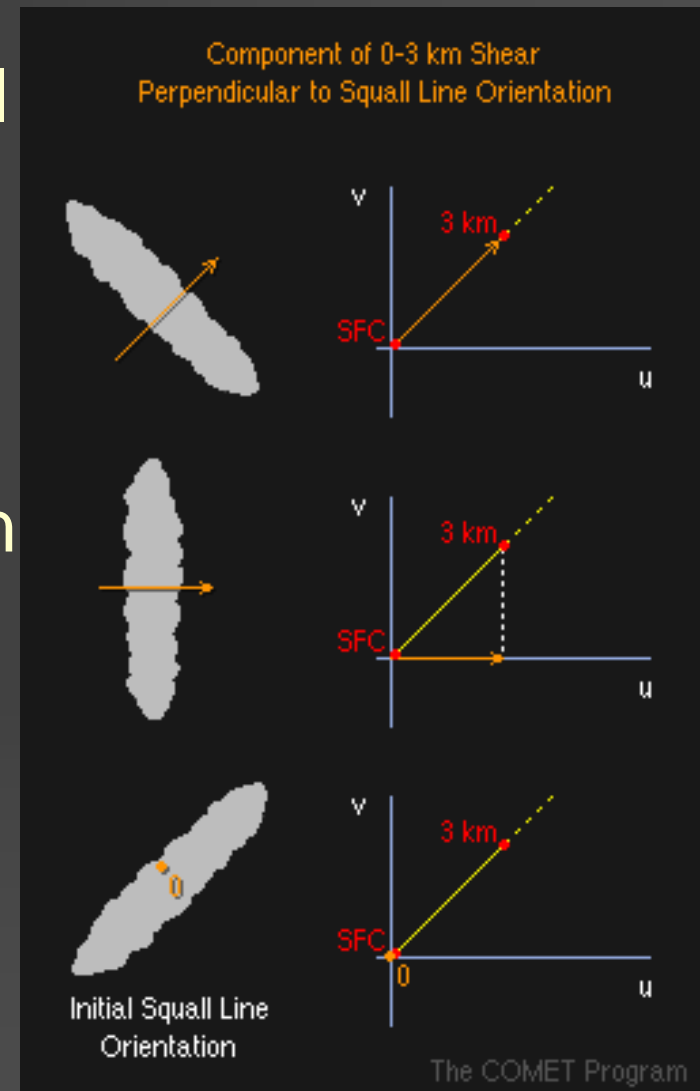 Component of 0-3 km Shear
Perpendicular to Squall Line Orientation
v
3 km
SFC
u
v
3 km
SFC
u
v
3 km
0
SFC
0
u
Initial Squall Line
Orientation
The COMET Program